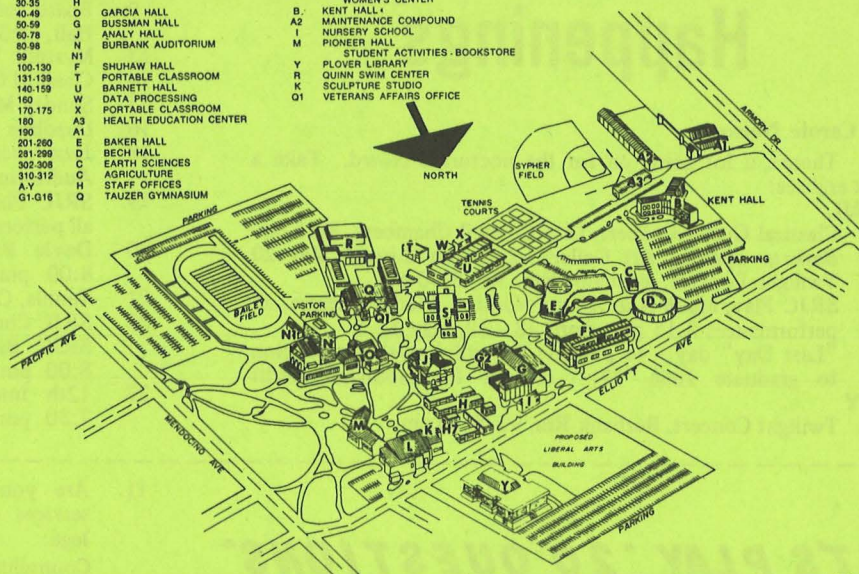 30-35 H
40-49 O GARCIA HALL
50-59 G BUSSMAN HALL
60-78 J ANALY HALL
80-98 N BURBANK AUDITORIUM
99 N1
100-130 F SHUHAW HALL
131-139 T PORTABLE CLASSROOM
140-159 U BARNETT HALL
160 W DATA PROCESSING
170-175 X PORTABLE CLASSROOM
180 A3 HEALTH EDUCATION CENTER
190 A1
201-260 E BAKER HALL
281-299 D BECH HALL
302-308 C EARTH SCIENCES
310-312 C AGRICULTURE
A-Y H STAFF OFFICES
G1-G16 Q TAUZER GYMNASIUM
WOMEN'S CENTER
B. KENT HALL
A2 MAINTENANCE COMPOUND
I NURSERY SCHOOL
M PIONEER HALL
STUDENT ACTIVITIES - BOOKSTORE
Y PLOVER LIBRARY
R QUINN SWIM CENTER
K SCULPTURE STUDIO
Q1 VETERANS AFFAIRS OFFICE
NORTH
SYPHER
FIELD
ARMORY DR
A2
A3
B
KENT HALL
PARKING
TENNIS
COURTS
PARKING
R
T
W
X
U
C
D
BAILEY
FIELD
VISITOR
PARKING
Q
Q1
S
E
F
N1
N
O
J
G2
G
I
H
M
L
K
H7
Y
PACIFIC AVE
MENDOCINO AVE
ELLIOTT AVE
PROPOSED
LIBERAL ARTS
BUILDING
PARKING